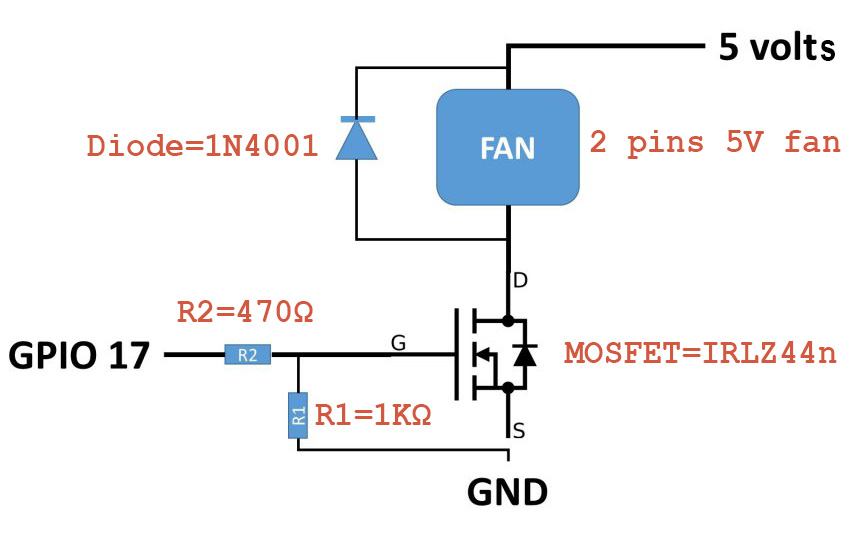 5 volts
Diode=1N4001
FAN
2 pins 5V fan
D
R2=470Ω
GPIO 17
R2
G
MOSFET=IRLZ44n
R1
R1=1KΩ
S
GND